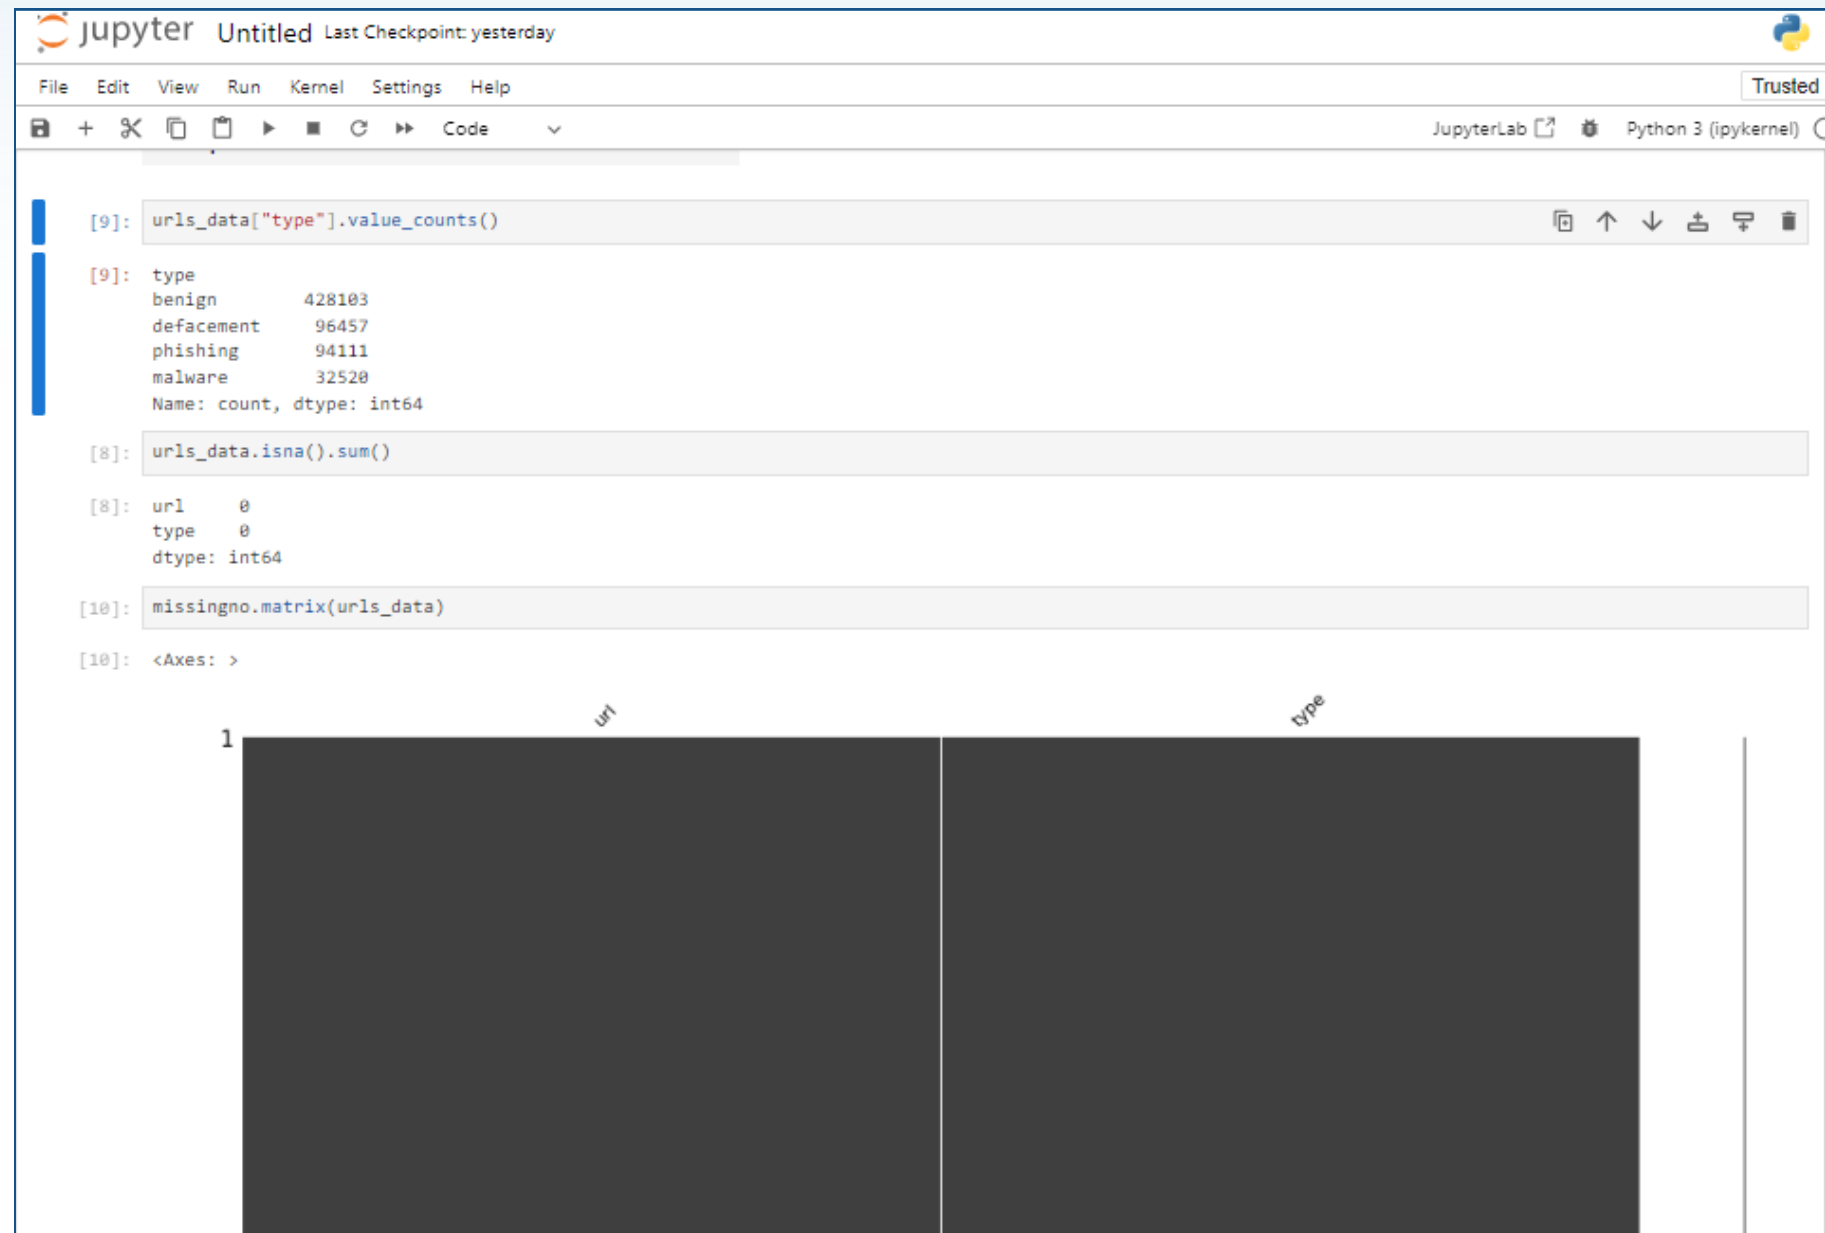 jupyter Untitled Last Checkpoint: yesterday
File Edit View Run Kernel Settings Help Trusted
Code JupyterLab Python 3 (ipykernel)
[9]: urls_data["type"].value_counts()
[9]: type
benign 428103
defacement 96457
phishing 94111
malware 32520
Name: count, dtype: int64
[8]: urls_data.isna().sum()
[8]: url 0
type 0
dtype: int64
[10]: missingno.matrix(urls_data)
[10]: <Axes: >
url type
1